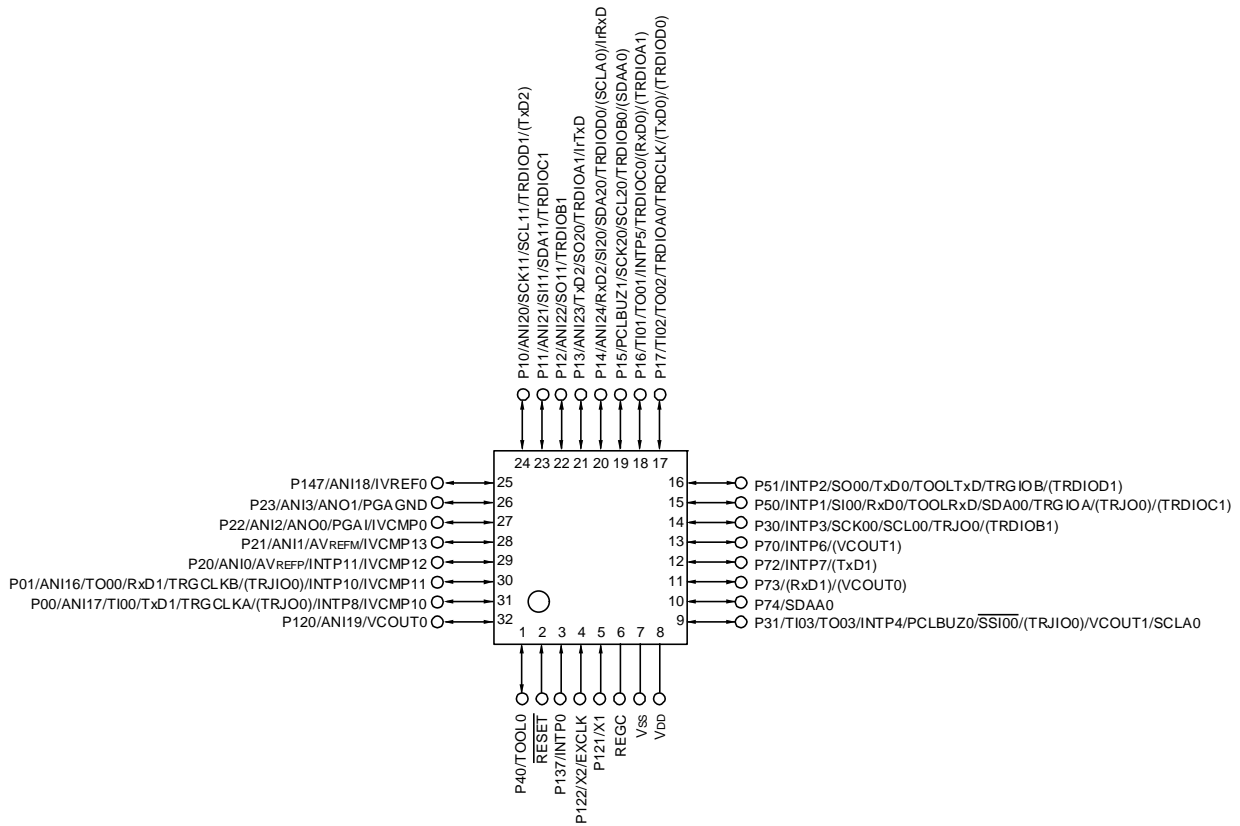 P10/ANI20/SCK11/SCL11/TRDIOD1/(TxD2)
P11/ANI21/SI11/SDA11/TRDIOC1
P12/ANI22/SO11/TRDIOB1
P13/ANI23/TxD2/SO20/TRDIOA1/IrTxD
P14/ANI24/RxD2/SI20/SDA20/TRDIOD0/(SCLA0)/IrRxD
P15/PCLBUZ1/SCK20/SCL20/TRDIOB0/(SDAA0)
P16/TI01/TO01/INTP5/TRDIOC0/(RxD0)/(TRDIOA1)
P17/TI02/TO02/TRDIOA0/TRDCLK/(TxD0)/(TRDIOD0)
24 23 22 21 20 19 18 17
P147/ANI18/IVREF0 25
P23/ANI3/ANO1/PGAGND 26
P22/ANI2/ANO0/PGAI/IVCMP0 27
P21/ANI1/AVREFM/IVCMP13 28
P20/ANI0/AVREFP/INTP11/IVCMP12 29
P01/ANI16/TO00/RxD1/TRGCLKB/(TRJIO0)/INTP10/IVCMP11 30
P00/ANI17/TI00/TxD1/TRGCLKA/(TRJO0)/INTP8/IVCMP10 31
P120/ANI19/VCOUT0 32
16 P51/INTP2/SO00/TxD0/TOOLTxD/TRGIOB/(TRDIOD1)
15 P50/INTP1/SI00/RxD0/TOOLRxD/SDA00/TRGIOA/(TRJO0)/(TRDIOC1)
14 P30/INTP3/SCK00/SCL00/TRJO0/(TRDIOB1)
13 P70/INTP6/(VCOUT1)
12 P72/INTP7/(TxD1)
11 P73/(RxD1)/(VCOUT0)
10 P74/SDAA0
9 P31/TI03/TO03/INTP4/PCLBUZ0/SSI00/(TRJIO0)/VCOUT1/SCLA0
1 2 3 4 5 6 7 8
P40/TOOL0
RESET
P137/INTP0
P122/X2/EXCLK
P121/X1
REGC
VSS
VDD